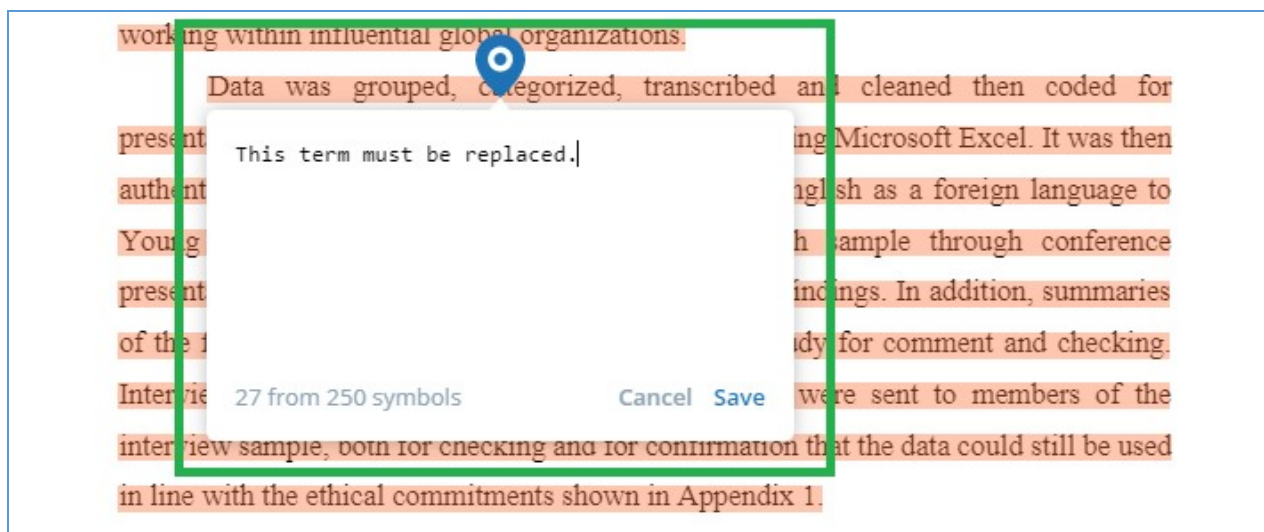 working within influential global organizations.
Data was grouped, categorized, transcribed and cleaned then coded for
present ing Microsoft Excel. It was then
authent nglish as a foreign language to
This term must be replaced.
Young h sample through conference
present indings. In addition, summaries
of the f dy for comment and checking.
Intervie were sent to members of the
27 from 250 symbols Cancel Save
interview sample, both for checking and for confirmation that the data could still be used
in line with the ethical commitments shown in Appendix 1.